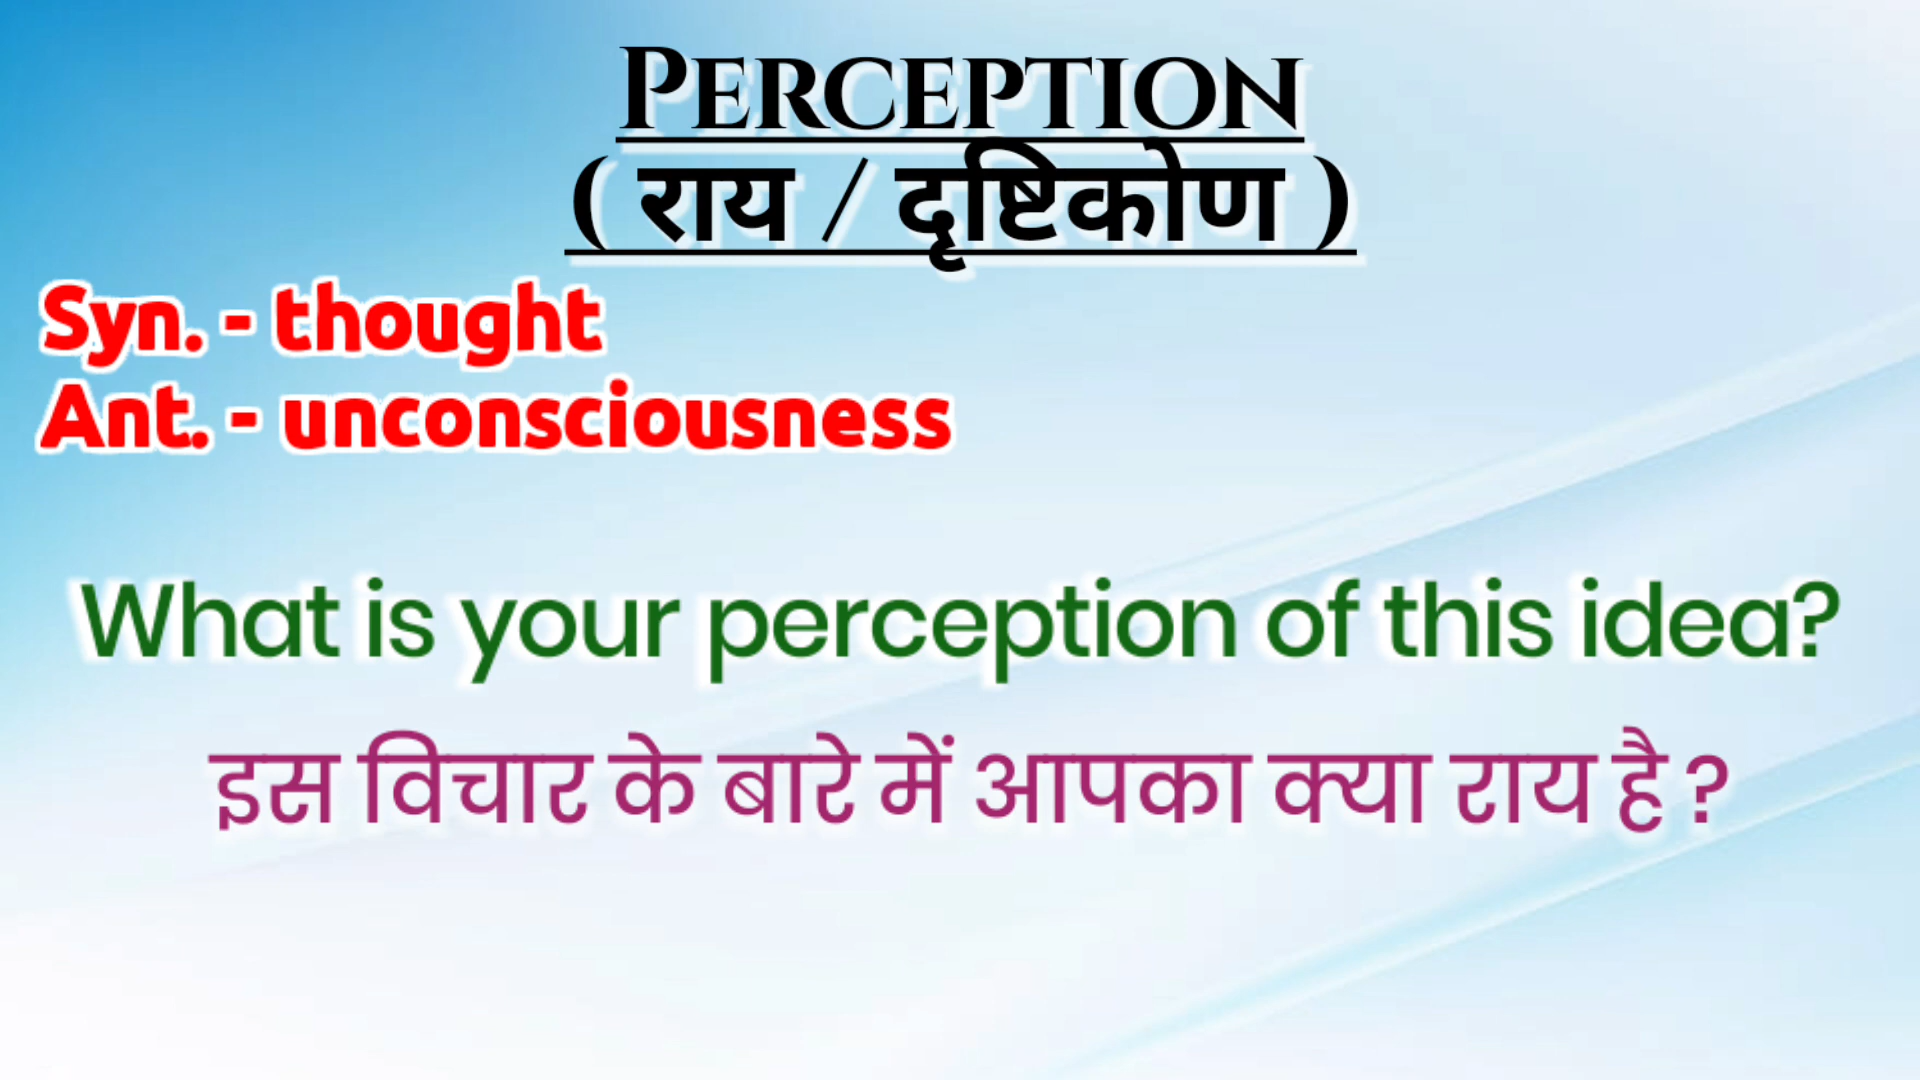 PERCEPTION
( राय / दृष्टिकोण )
Syn. - thought
Ant. - unconsciousness
What is your perception of this idea?
इस विचार के बारे में आपका क्या राय है ?